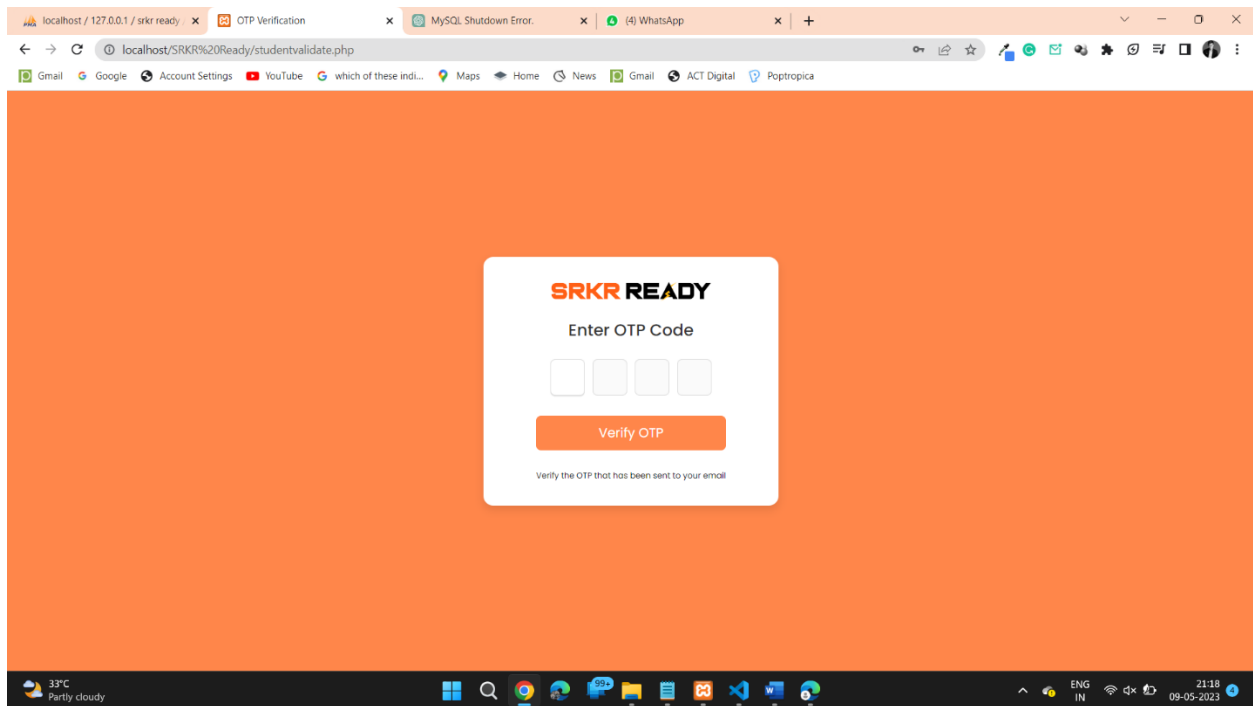 localhost / 127.0.0.1 / srkr ready
OTP Verification
MySQL Shutdown Error.
(4) WhatsApp
localhost/SRKR%20Ready/studentvalidate.php
Gmail
Google
Account Settings
YouTube
which of these indi...
Maps
Home
News
Gmail
ACT Digital
Poptropica
SRKR READY
Enter OTP Code
Verify OTP
Verify the OTP that has been sent to your email
33°C
Partly cloudy
99+
ENG
IN
21:18
09-05-2023
4